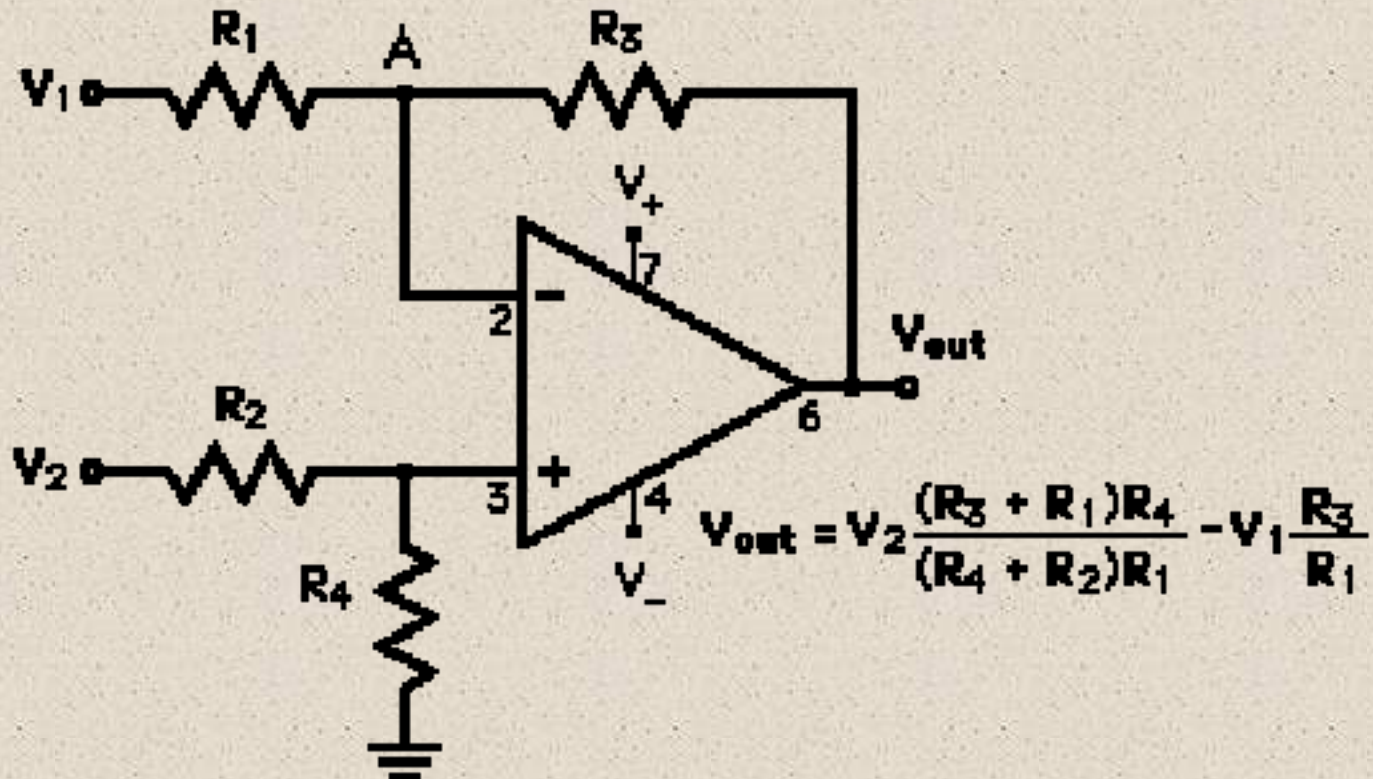 R₁
A
R₃
V₁
V₊
7
2
-
Vout
R₂
6
V₂
3
+
4
Vout = V₂ (R₃ + R₁)R₄ / (R₄ + R₂)R₁ - V₁ R₃ / R₁
R₄
V₋